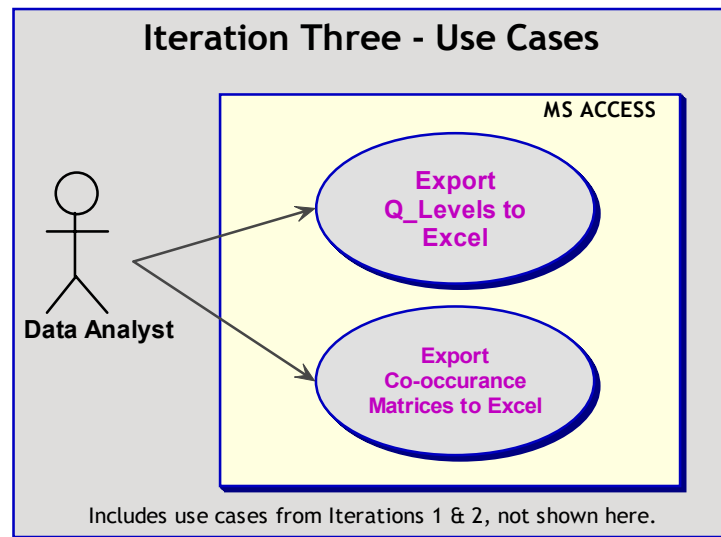 Iteration Three - Use Cases
MS ACCESS
Export
Q_Levels to
Excel
Data Analyst
Export
Co-occurance
Matrices to Excel
Includes use cases from Iterations 1 & 2, not shown here.